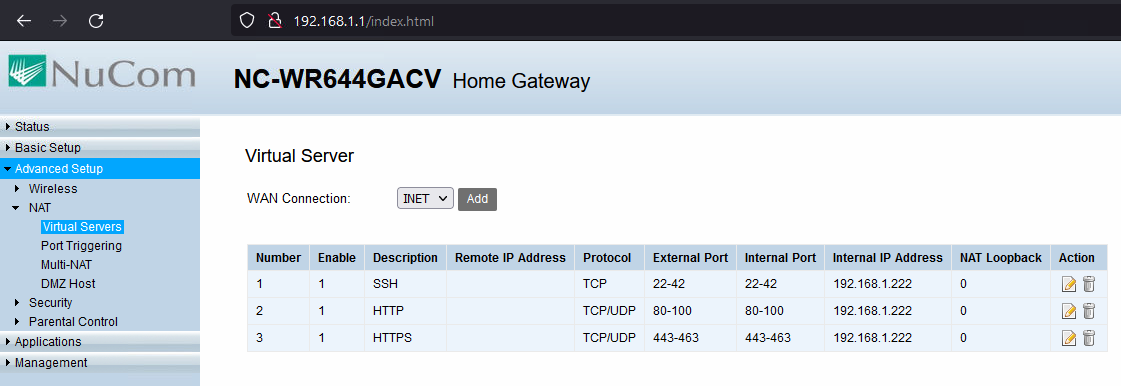 192.168.1.1/index.html
NuCom
NC-WR644GACV Home Gateway
Status
Basic Setup
Advanced Setup
Wireless
NAT
Virtual Servers
Port Triggering
Multi-NAT
DMZ Host
Security
Parental Control
Applications
Management
Virtual Server
WAN Connection: INET Add
Number Enable Description Remote IP Address Protocol External Port Internal Port Internal IP Address NAT Loopback Action
1 1 SSH TCP 22-42 22-42 192.168.1.222 0
2 1 HTTP TCP/UDP 80-100 80-100 192.168.1.222 0
3 1 HTTPS TCP/UDP 443-463 443-463 192.168.1.222 0